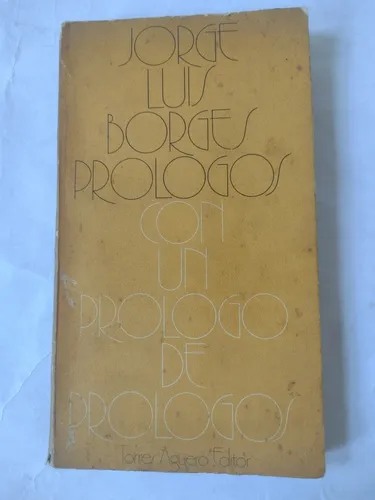 JORGE
LUIS
BORGES
PROLOGOS
CON
UN
PROLOGO
DE
PROLOGOS
Torres Agüero Editor